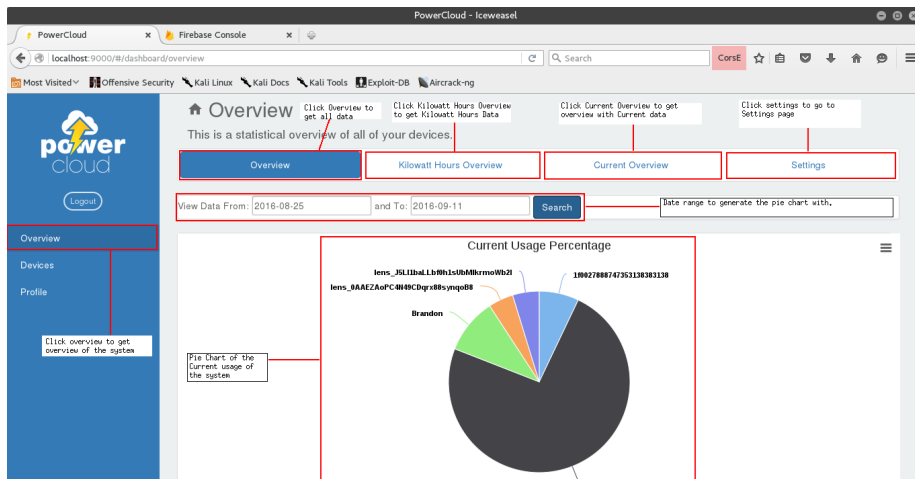 PowerCloud - Iceweasel
PowerCloud
Firebase Console
localhost:9000/#/dashboard/overview
Search
CorsE
Most Visited
Offensive Security
Kali Linux
Kali Docs
Kali Tools
Exploit-DB
Aircrack-ng
power
cloud
Logout
Overview
Devices
Profile
Click overview to get
overview of the system
Overview
Click Overview to
get all data
Click Kilowatt Hours Overview
to get Kilowatt Hours Data
Click Current Overview to get
overview with Current data
Click settings to go to
Settings page
This is a statistical overview of all of your devices.
Overview
Kilowatt Hours Overview
Current Overview
Settings
View Data From: 2016-08-25 and To: 2016-09-11 Search
Date range to generate the pie chart with.
Current Usage Percentage
1f0027888747353138383138
Brandon
Pie Chart of the
Current usage of
the system